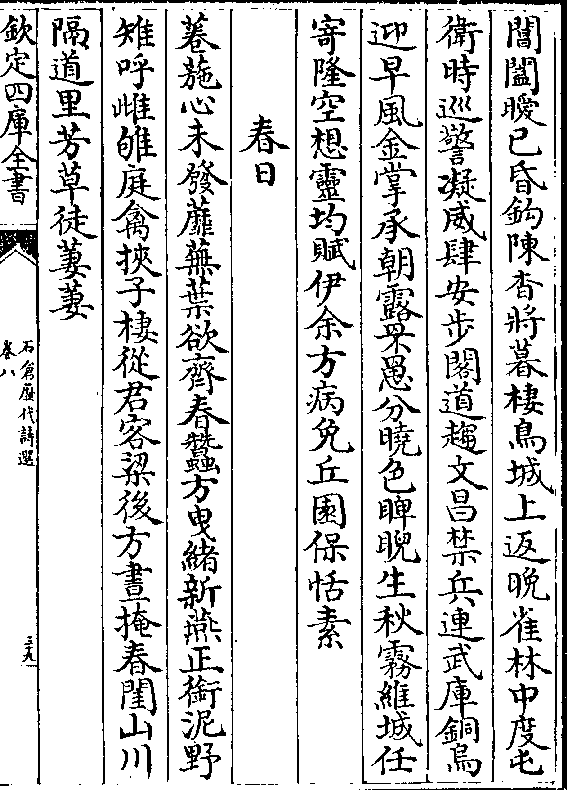 閶闔曖已昏鈎陳杳將暮棲鳥城上返晚雀林中度屯
衛時巡警凝威肆安步閣道趨文昌禁兵連武庫銅烏
迎早風金掌承朝露罘罳分曉色睥睨生秋霧維城任
寄隆空想靈均賦伊余方病免丘園保恬素
春日
卷葹心未發蘼蕪葉欲齊春蠶方曳緒新燕正銜泥野
雉呼雌雊庭禽挾子棲從君客梁後方晝掩春閨山川
隔道里芳草徒萋萋
欽定四庫全書
石倉歷代詩選
卷八
三九